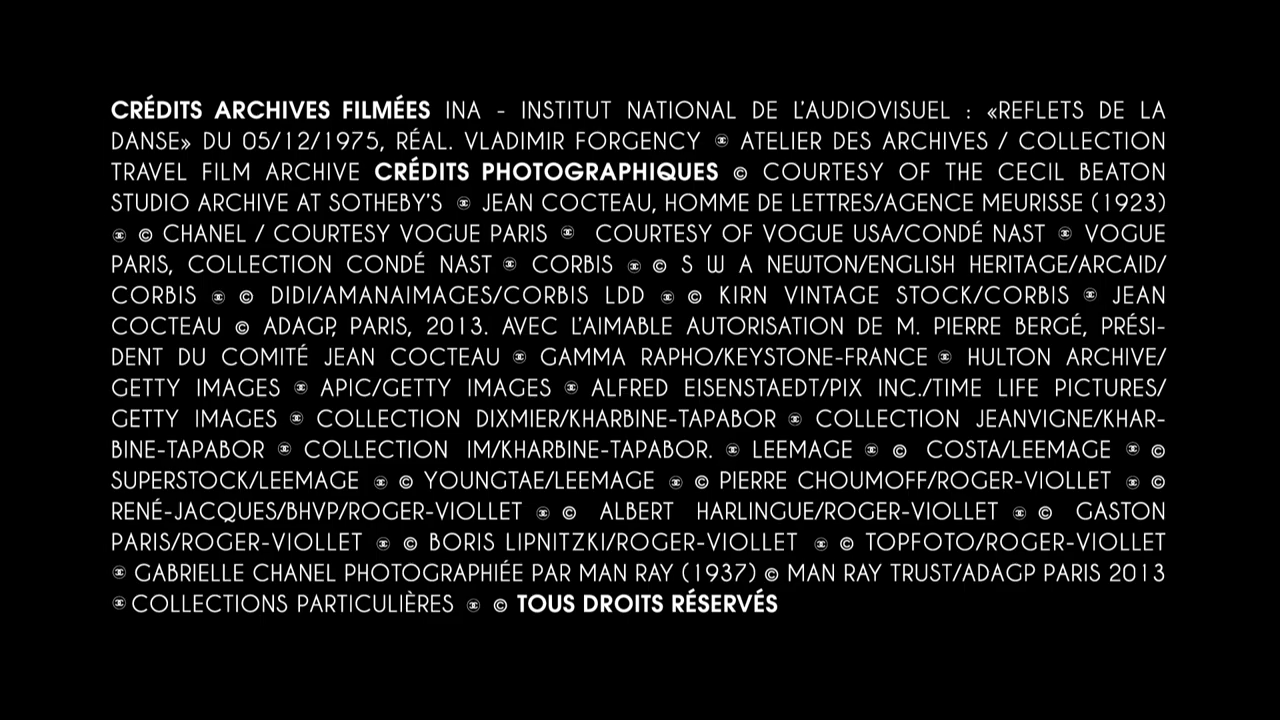 CRÉDITS ARCHIVES FILMÉES INA - INSTITUT NATIONAL DE L'AUDIOVISUEL : «REFLETS DE LA
DANSE» DU 05/12/1975, RÉAL. VLADIMIR FORGENCY ATELIER DES ARCHIVES / COLLECTION
TRAVEL FILM ARCHIVE CRÉDITS PHOTOGRAPHIQUES © COURTESY OF THE CECIL BEATON
STUDIO ARCHIVE AT SOTHEBY'S JEAN COCTEAU, HOMME DE LETTRES/AGENCE MEURISSE (1923)
© CHANEL / COURTESY VOGUE PARIS COURTESY OF VOGUE USA/CONDÉ NAST VOGUE
PARIS, COLLECTION CONDÉ NAST CORBIS © S W A NEWTON/ENGLISH HERITAGE/ARCAID/
CORBIS © DIDI/AMANAIMAGES/CORBIS LDD © KIRN VINTAGE STOCK/CORBIS JEAN
COCTEAU © ADAGP, PARIS, 2013. AVEC L'AIMABLE AUTORISATION DE M. PIERRE BERGÉ, PRÉSI-
DENT DU COMITÉ JEAN COCTEAU GAMMA RAPHO/KEYSTONE-FRANCE HULTON ARCHIVE/
GETTY IMAGES APIC/GETTY IMAGES ALFRED EISENSTAEDT/PIX INC./TIME LIFE PICTURES/
GETTY IMAGES COLLECTION DIXMIER/KHARBINE-TAPABOR COLLECTION JEANVIGNE/KHAR-
BINE-TAPABOR COLLECTION IM/KHARBINE-TAPABOR. LEEMAGE © COSTA/LEEMAGE ©
SUPERSTOCK/LEEMAGE © YOUNGTAE/LEEMAGE © PIERRE CHOUMOFF/ROGER-VIOLLET ©
RENÉ-JACQUES/BHVP/ROGER-VIOLLET © ALBERT HARLINGUE/ROGER-VIOLLET © GASTON
PARIS/ROGER-VIOLLET © BORIS LIPNITZKI/ROGER-VIOLLET © TOPFOTO/ROGER-VIOLLET
GABRIELLE CHANEL PHOTOGRAPHIÉE PAR MAN RAY (1937) © MAN RAY TRUST/ADAGP PARIS 2013
COLLECTIONS PARTICULIÈRES © TOUS DROITS RÉSERVÉS